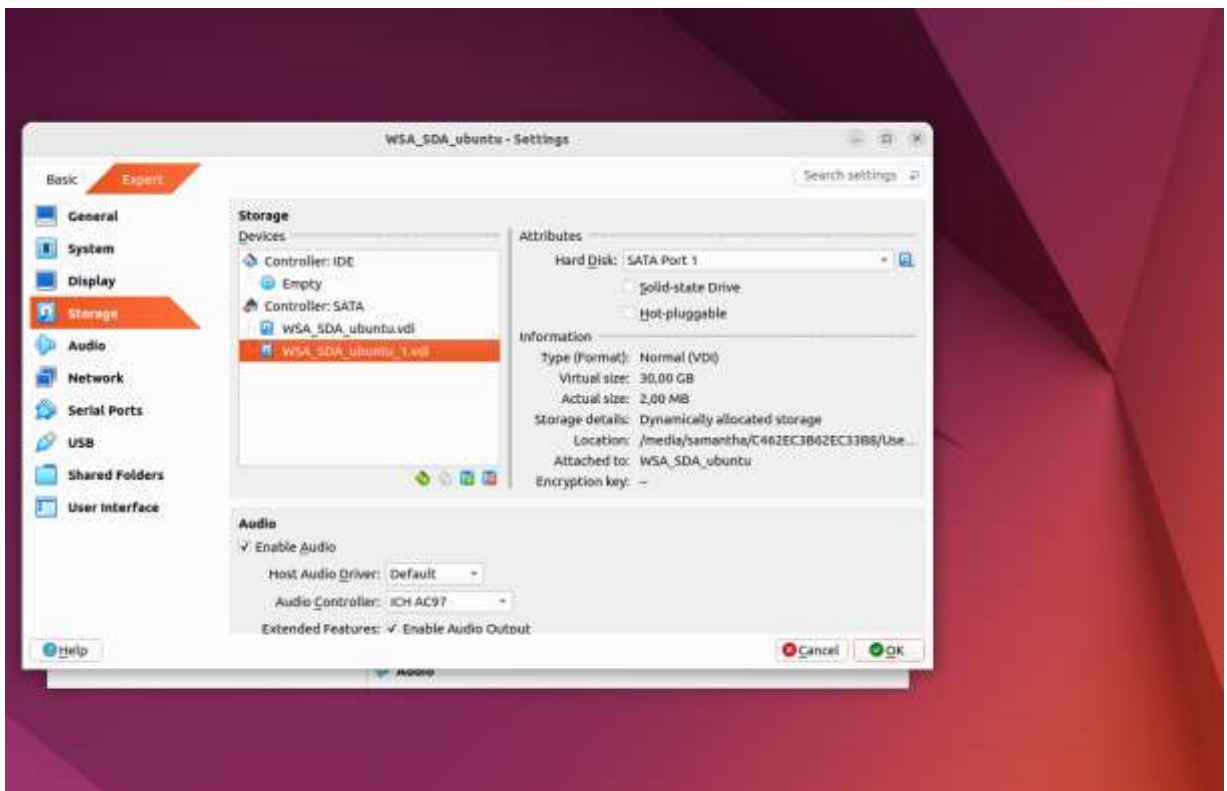 WSA_SDA_ubuntu - Settings
Basic Expert
Search settings
General
System
Display
Storage
Audio
Network
Serial Ports
USB
Shared Folders
User Interface
Storage
Devices
Controller: IDE
Empty
Controller: SATA
WSA_SDA_ubuntu.vdi
WSA_SDA_ubuntu_1.vdi
Attributes
Hard Disk: SATA Port 1
Solid-state Drive
Hot-pluggable
Information
Type (Format): Normal (VDI)
Virtual size: 30,00 GB
Actual size: 2,00 MB
Storage details: Dynamically allocated storage
Location: /media/samantha/C462EC3B62EC33B8/Use...
Attached to: WSA_SDA_ubuntu
Encryption key: --
Audio
Enable Audio
Host Audio Driver: Default
Audio Controller: ICH AC97
Extended Features: Enable Audio Output
Help
Cancel OK
Audio